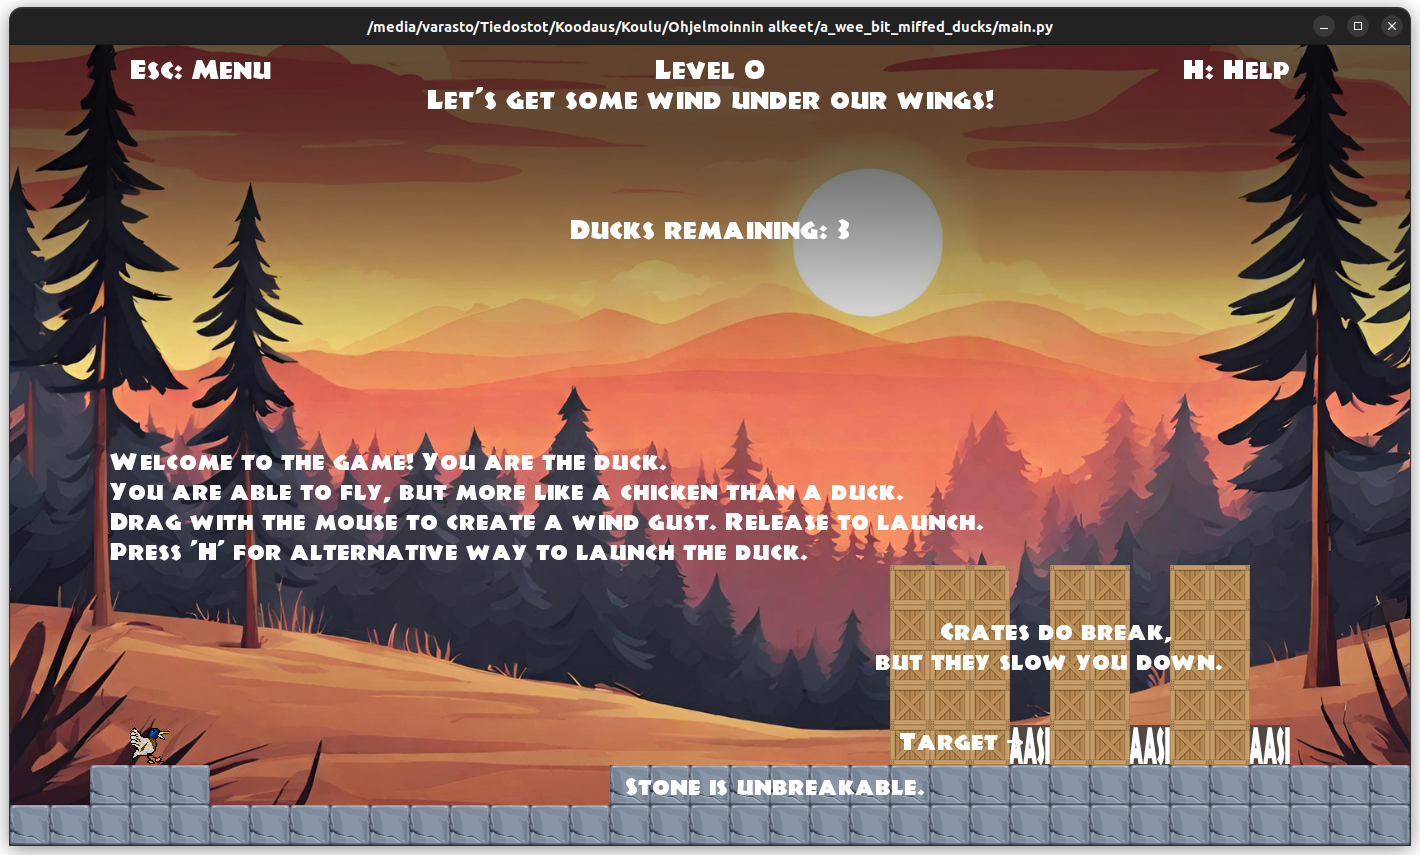 /media/varasto/Tiedostot/Koodaus/Koulu/Ohjelmoinnin alkeet/a_wee_bit_miffed_ducks/main.py
Esc: Menu
Level 0
H: Help
Let's get some wind under our wings!
Ducks remaining: 3
Welcome to the game! You are the duck.
You are able to fly, but more like a chicken than a duck.
Drag with the mouse to create a wind gust. Release to launch.
Press 'H' for alternative way to launch the duck.
Crates do break,
but they slow you down.
Target -
AASI
AASI
AASI
Stone is unbreakable.